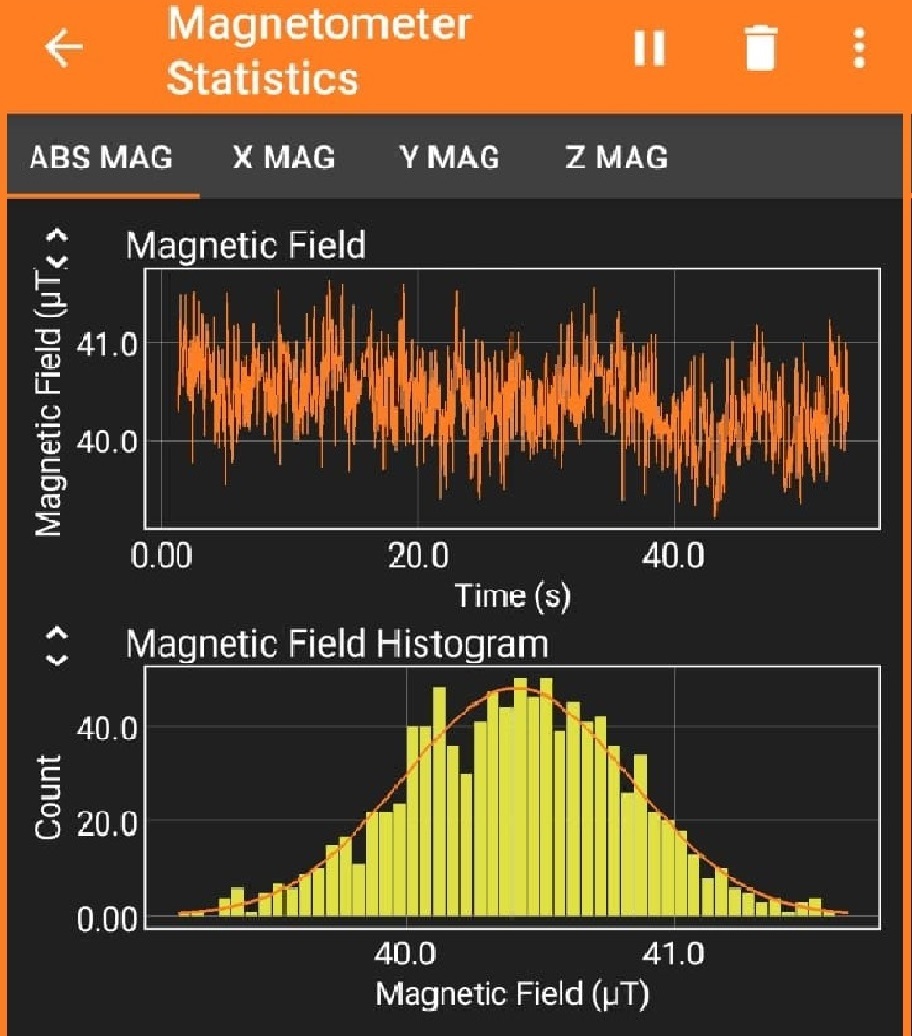 Magnetometer
Statistics
ABS MAG X MAG Y MAG Z MAG
Magnetic Field
Magnetic Field (µT)
41.0
40.0
0.00 20.0 40.0
Time (s)
Magnetic Field Histogram
Count
40.0
20.0
0.00
40.0 41.0
Magnetic Field (µT)